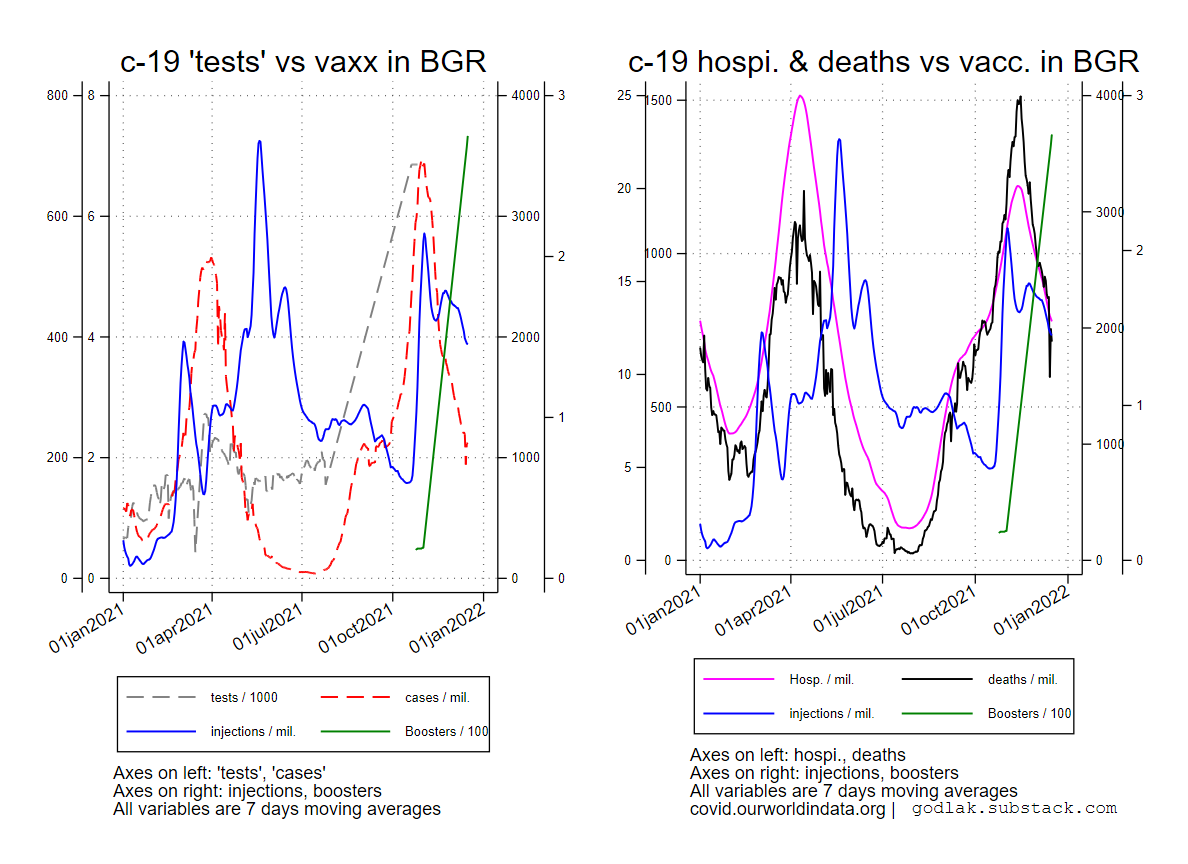 c-19 'tests' vs vaxx in BGR
800
600
400
200
0
8
6
4
2
0
4000
3000
2000
1000
0
3
2
1
0
01jan2021
01apr2021
01jul2021
01oct2021
01jan2022
tests / 1000
cases / mil.
injections / mil.
Boosters / 100
Axes on left: 'tests', 'cases'
Axes on right: injections, boosters
All variables are 7 days moving averages
c-19 hospi. & deaths vs vacc. in BGR
25
20
15
10
5
0
1500
1000
500
0
4000
3000
2000
1000
0
3
2
1
0
01jan2021
01apr2021
01jul2021
01oct2021
01jan2022
Hosp. / mil.
deaths / mil.
injections / mil.
Boosters / 100
Axes on left: hospi., deaths
Axes on right: injections, boosters
All variables are 7 days moving averages
covid.ourworldindata.org | godlak.substack.com